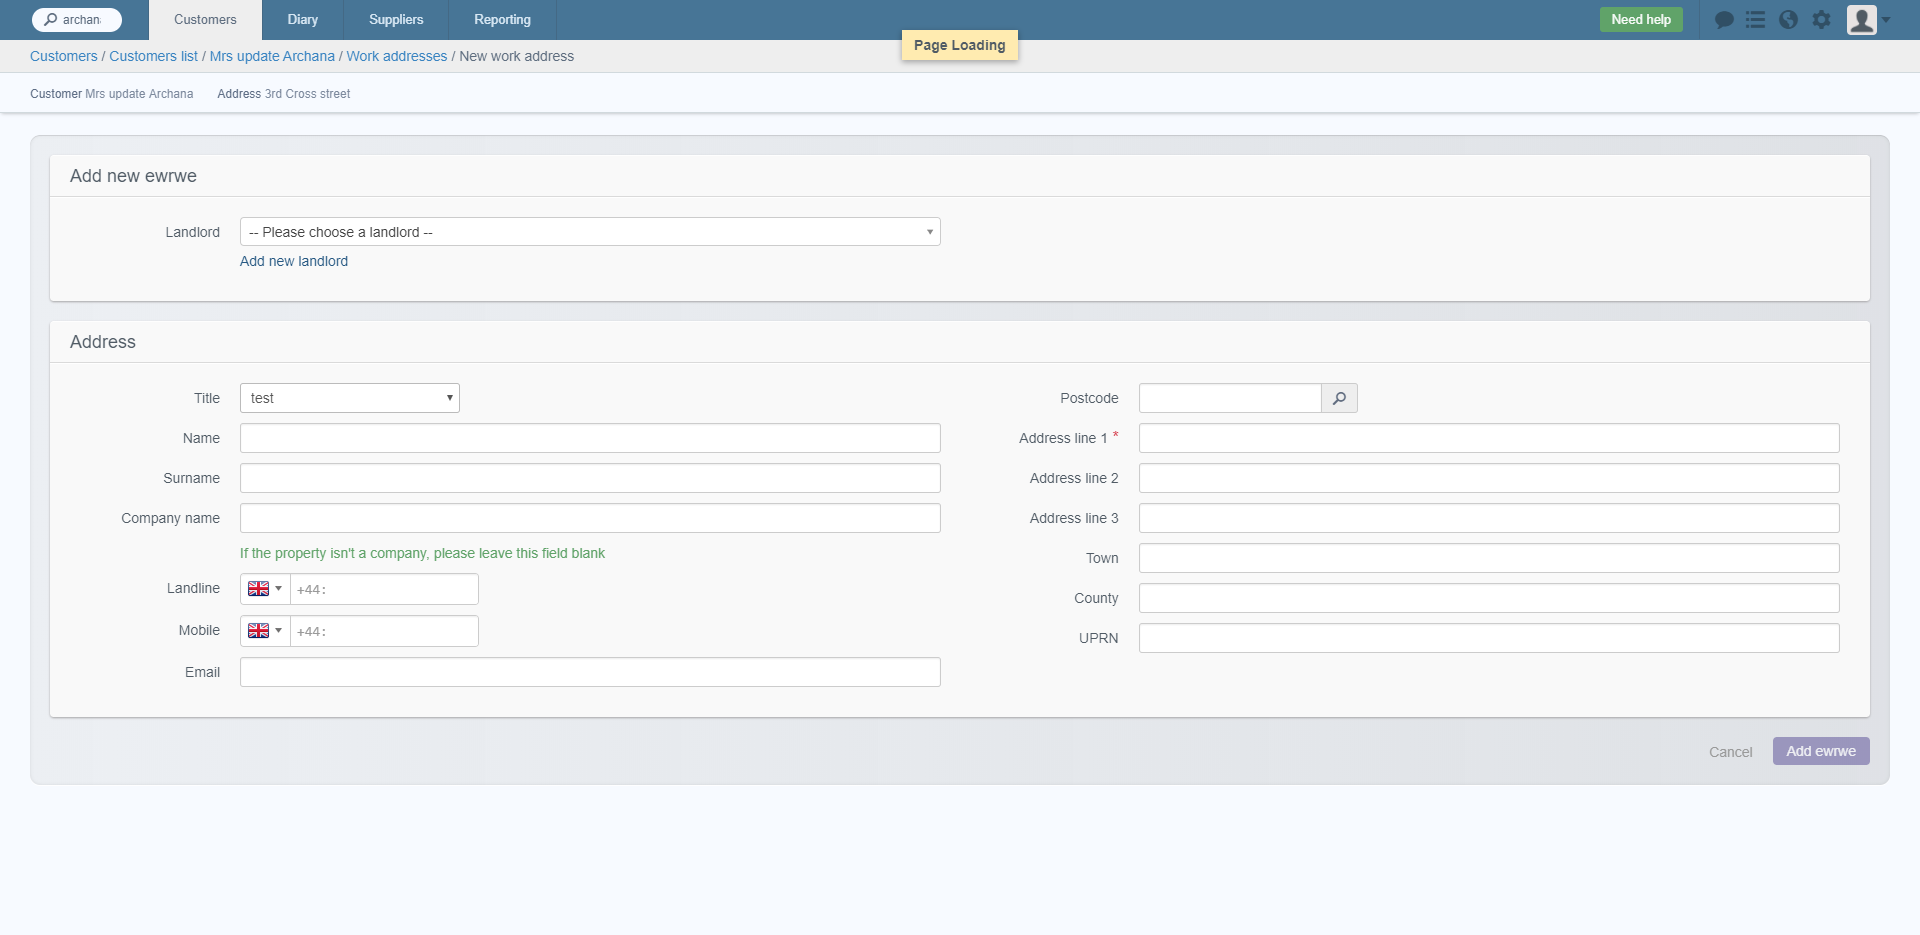 archan
Customers
Diary
Suppliers
Reporting
Need help
Page Loading
Customers / Customers list / Mrs update Archana / Work addresses / New work address
Customer Mrs update Archana Address 3rd Cross street
Add new ewrwe
Landlord
-- Please choose a landlord --
Add new landlord
Address
Title
test
Name
Surname
Company name
If the property isn't a company, please leave this field blank
Landline
+44:
Mobile
+44:
Email
Postcode
Address line 1 *
Address line 2
Address line 3
Town
County
UPRN
Cancel
Add ewrwe